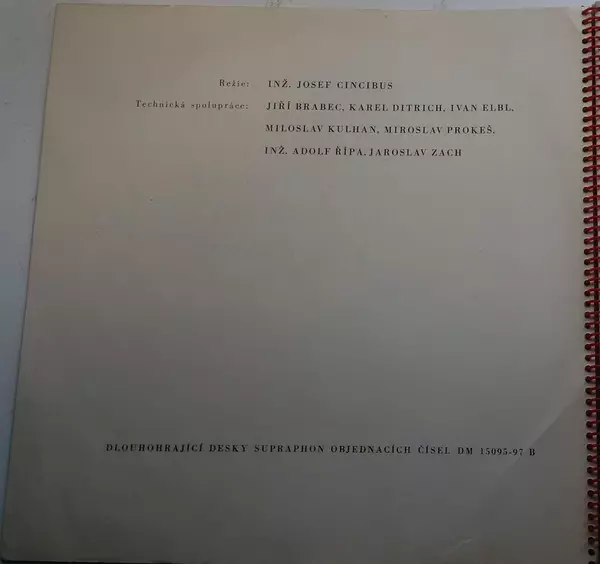 Režie: INŽ. JOSEF CINCIBUS
Technická spolupráce: JIŘÍ BRABEC, KAREL DITRICH, IVAN ELBL,
MILOSLAV KULHAN, MIROSLAV PROKEŠ,
INŽ. ADOLF ŘÍPA, JAROSLAV ZACH
DLOUHOHRAJÍCÍ DESKY SUPRAPHON OBJEDNACÍCH ČÍSEL DM 15095-97 B